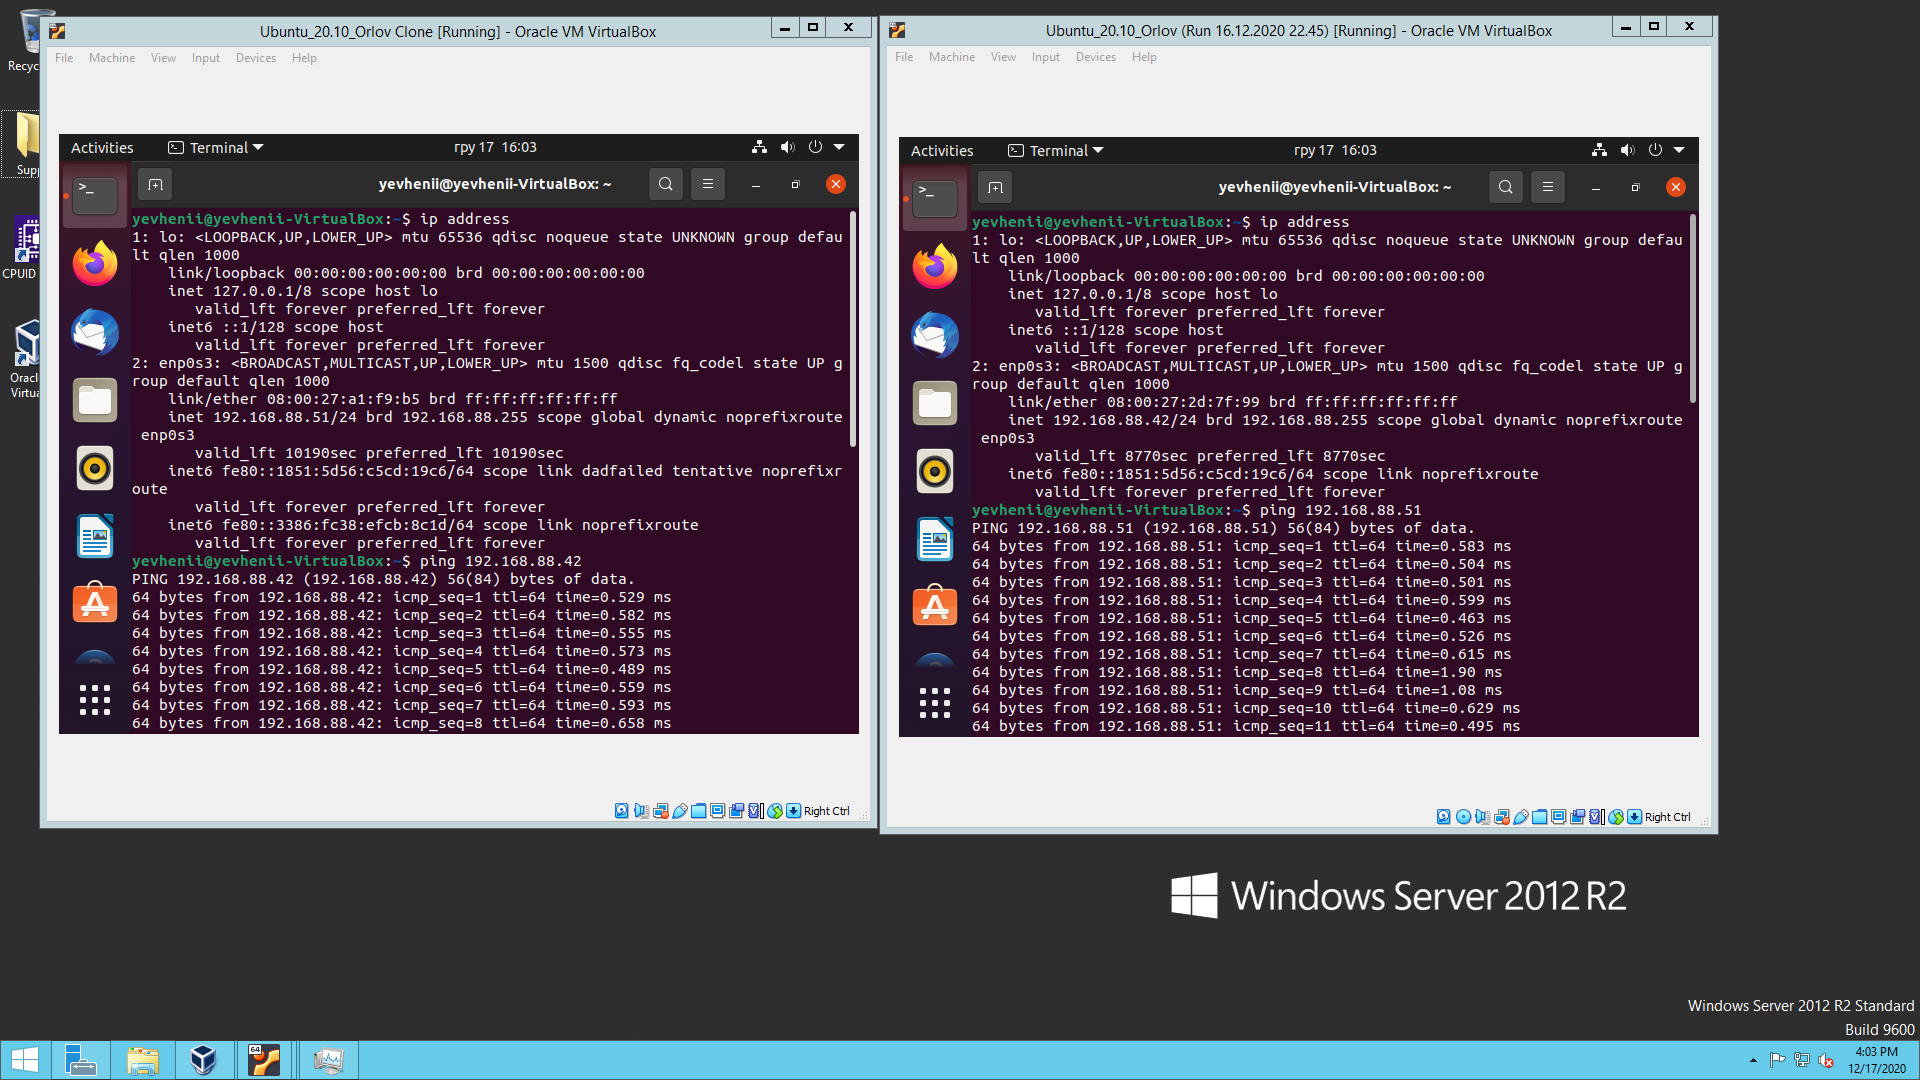 Recyc
Supp
CPUID
Oracle
Virtua
Ubuntu_20.10_Orlov Clone [Running] - Oracle VM VirtualBox
File Machine View Input Devices Help
Activities Terminal гру 17 16:03
yevhenii@yevhenii-VirtualBox: ~
yevhenii@yevhenii-VirtualBox:~$ ip address
1: lo: <LOOPBACK,UP,LOWER_UP> mtu 65536 qdisc noqueue state UNKNOWN group defau
lt qlen 1000
link/loopback 00:00:00:00:00:00 brd 00:00:00:00:00:00
inet 127.0.0.1/8 scope host lo
valid_lft forever preferred_lft forever
inet6 ::1/128 scope host
valid_lft forever preferred_lft forever
2: enp0s3: <BROADCAST,MULTICAST,UP,LOWER_UP> mtu 1500 qdisc fq_codel state UP g
roup default qlen 1000
link/ether 08:00:27:a1:f9:b5 brd ff:ff:ff:ff:ff:ff
inet 192.168.88.51/24 brd 192.168.88.255 scope global dynamic noprefixroute
enp0s3
valid_lft 10190sec preferred_lft 10190sec
inet6 fe80::1851:5d56:c5cd:19c6/64 scope link dadfailed tentative noprefixr
oute
valid_lft forever preferred_lft forever
inet6 fe80::3386:fc38:efcb:8c1d/64 scope link noprefixroute
valid_lft forever preferred_lft forever
yevhenii@yevhenii-VirtualBox:~$ ping 192.168.88.42
PING 192.168.88.42 (192.168.88.42) 56(84) bytes of data.
64 bytes from 192.168.88.42: icmp_seq=1 ttl=64 time=0.529 ms
64 bytes from 192.168.88.42: icmp_seq=2 ttl=64 time=0.582 ms
64 bytes from 192.168.88.42: icmp_seq=3 ttl=64 time=0.555 ms
64 bytes from 192.168.88.42: icmp_seq=4 ttl=64 time=0.573 ms
64 bytes from 192.168.88.42: icmp_seq=5 ttl=64 time=0.489 ms
64 bytes from 192.168.88.42: icmp_seq=6 ttl=64 time=0.559 ms
64 bytes from 192.168.88.42: icmp_seq=7 ttl=64 time=0.593 ms
64 bytes from 192.168.88.42: icmp_seq=8 ttl=64 time=0.658 ms
Right Ctrl
Ubuntu_20.10_Orlov (Run 16.12.2020 22.45) [Running] - Oracle VM VirtualBox
File Machine View Input Devices Help
Activities Terminal гру 17 16:03
yevhenii@yevhenii-VirtualBox: ~
yevhenii@yevhenii-VirtualBox:~$ ip address
1: lo: <LOOPBACK,UP,LOWER_UP> mtu 65536 qdisc noqueue state UNKNOWN group defau
lt qlen 1000
link/loopback 00:00:00:00:00:00 brd 00:00:00:00:00:00
inet 127.0.0.1/8 scope host lo
valid_lft forever preferred_lft forever
inet6 ::1/128 scope host
valid_lft forever preferred_lft forever
2: enp0s3: <BROADCAST,MULTICAST,UP,LOWER_UP> mtu 1500 qdisc fq_codel state UP g
roup default qlen 1000
link/ether 08:00:27:2d:7f:99 brd ff:ff:ff:ff:ff:ff
inet 192.168.88.42/24 brd 192.168.88.255 scope global dynamic noprefixroute
enp0s3
valid_lft 8770sec preferred_lft 8770sec
inet6 fe80::1851:5d56:c5cd:19c6/64 scope link noprefixroute
valid_lft forever preferred_lft forever
yevhenii@yevhenii-VirtualBox:~$ ping 192.168.88.51
PING 192.168.88.51 (192.168.88.51) 56(84) bytes of data.
64 bytes from 192.168.88.51: icmp_seq=1 ttl=64 time=0.583 ms
64 bytes from 192.168.88.51: icmp_seq=2 ttl=64 time=0.504 ms
64 bytes from 192.168.88.51: icmp_seq=3 ttl=64 time=0.501 ms
64 bytes from 192.168.88.51: icmp_seq=4 ttl=64 time=0.599 ms
64 bytes from 192.168.88.51: icmp_seq=5 ttl=64 time=0.463 ms
64 bytes from 192.168.88.51: icmp_seq=6 ttl=64 time=0.526 ms
64 bytes from 192.168.88.51: icmp_seq=7 ttl=64 time=0.615 ms
64 bytes from 192.168.88.51: icmp_seq=8 ttl=64 time=1.90 ms
64 bytes from 192.168.88.51: icmp_seq=9 ttl=64 time=1.08 ms
64 bytes from 192.168.88.51: icmp_seq=10 ttl=64 time=0.629 ms
64 bytes from 192.168.88.51: icmp_seq=11 ttl=64 time=0.495 ms
Right Ctrl
Windows Server 2012 R2
Windows Server 2012 R2 Standard
Build 9600
64
4:03 PM
12/17/2020